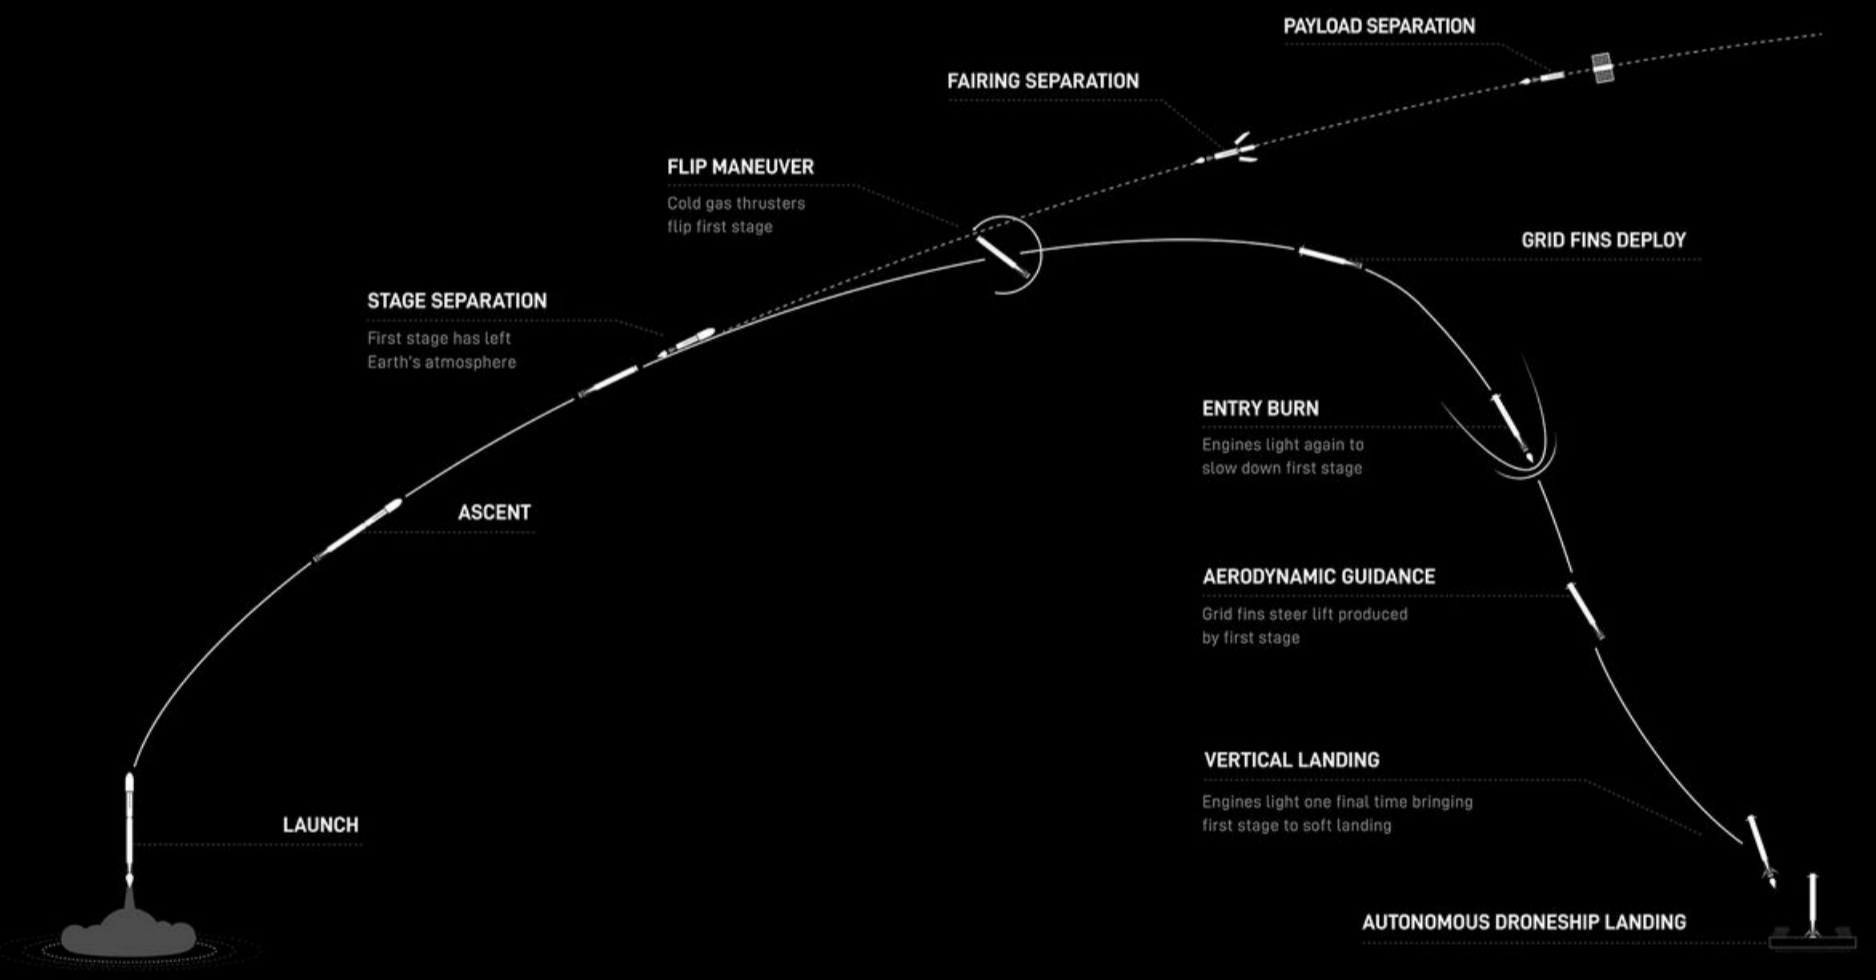 PAYLOAD SEPARATION
FAIRING SEPARATION
FLIP MANEUVER
Cold gas thrusters
flip first stage
GRID FINS DEPLOY
STAGE SEPARATION
First stage has left
Earth's atmosphere
ENTRY BURN
Engines light again to
slow down first stage
ASCENT
AERODYNAMIC GUIDANCE
Grid fins steer lift produced
by first stage
VERTICAL LANDING
Engines light one final time bringing
first stage to soft landing
LAUNCH
AUTONOMOUS DRONESHIP LANDING